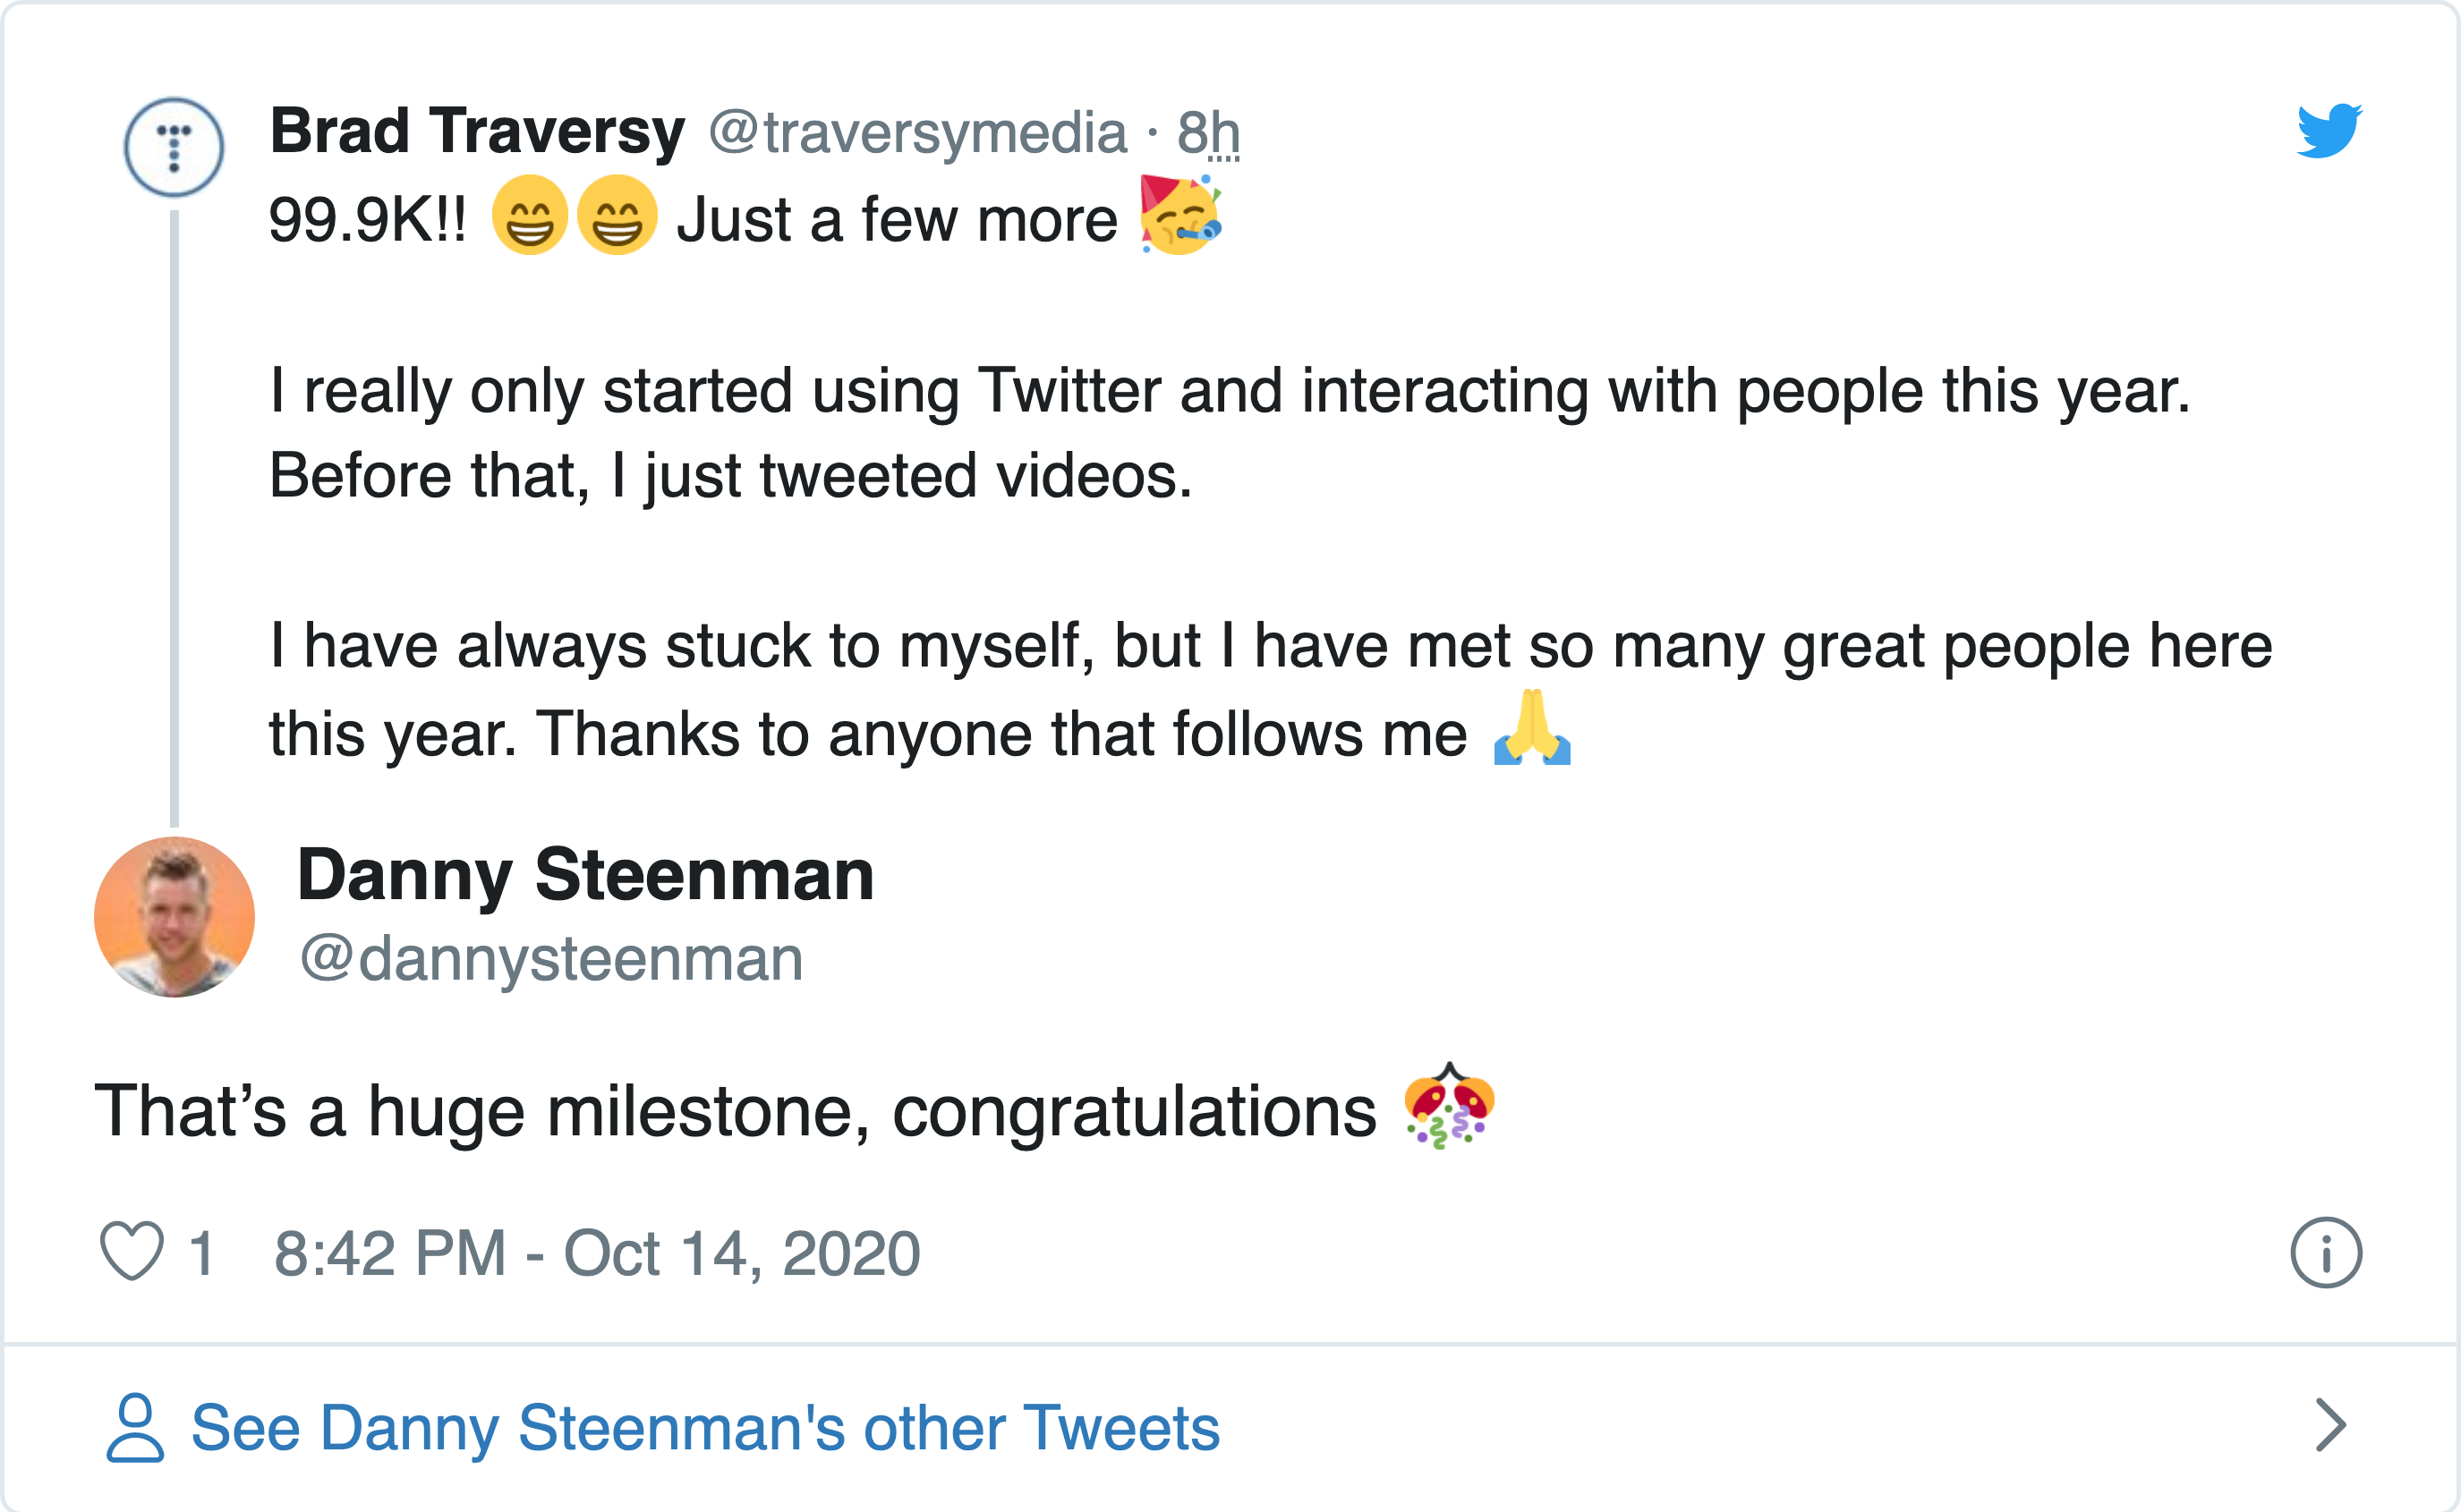 Brad Traversy @traversymedia · 8h
99.9K!! 😁😁 Just a few more 🥳
I really only started using Twitter and interacting with people this year.
Before that, I just tweeted videos.
I have always stuck to myself, but I have met so many great people here
this year. Thanks to anyone that follows me 🙏
Danny Steenman
@dannysteenman
That’s a huge milestone, congratulations 🎊
1 8:42 PM - Oct 14, 2020
See Danny Steenman's other Tweets